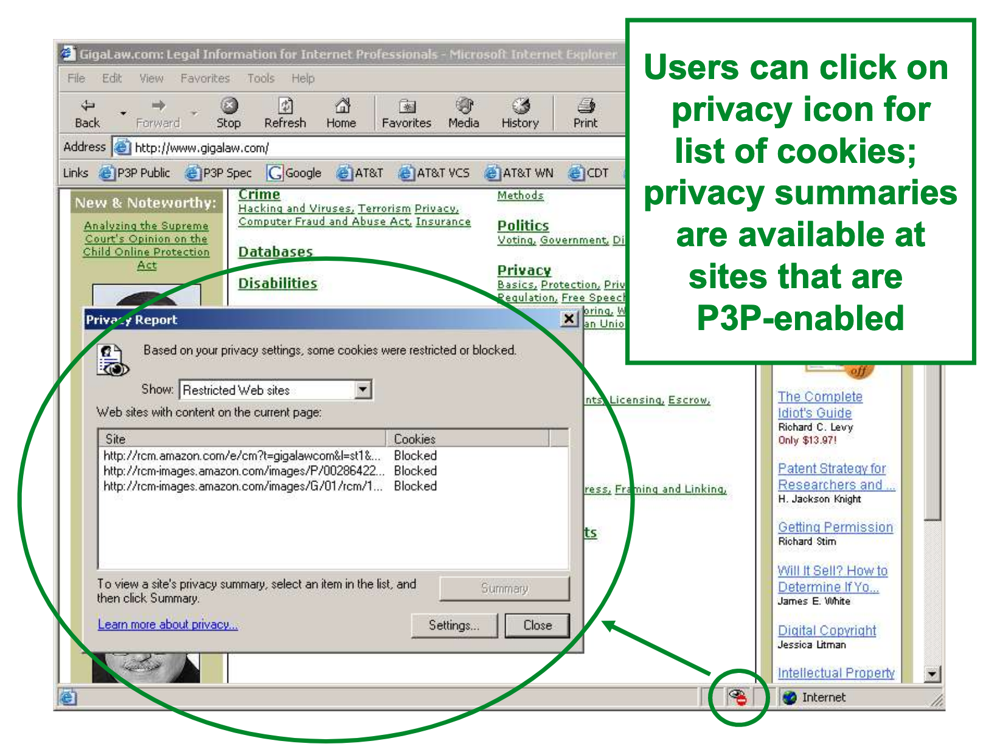 GigaLaw.com: Legal Information for Internet Professionals - Microsoft Internet Explorer
File Edit View Favorites Tools Help
Back Forward Stop Refresh Home Favorites Media History Print
Address http://www.gigalaw.com/
Links P3P Public P3P Spec Google AT&T AT&T VCS AT&T WN CDT
Users can click on
privacy icon for
list of cookies;
privacy summaries
are available at
sites that are
P3P-enabled
New & Noteworthy:
Analyzing the Supreme
Court's Opinion on the
Child Online Protection
Act
Crime
Hacking and Viruses, Terrorism Privacy,
Computer Fraud and Abuse Act, Insurance
Databases
Disabilities
Methods
Politics
Voting, Government, Di
Privacy
Basics, Protection, Priv
Regulation, Free Speech
oring, W
an Unio
nts, Licensing, Escrow,
ress, Framing and Linking,
ts
Privacy Report
Based on your privacy settings, some cookies were restricted or blocked.
Show: Restricted Web sites
Web sites with content on the current page:
Site Cookies
http://rcm.amazon.com/e/cm?t=gigalawcom&l=st1&... Blocked
http://rcm-images.amazon.com/images/P/00286422... Blocked
http://rcm-images.amazon.com/images/G/01/rcm/1... Blocked
To view a site's privacy summary, select an item in the list, and
then click Summary.
Summary
Learn more about privacy...
Settings... Close
off
The Complete
Idiot's Guide
Richard C. Levy
Only $13.97!
Patent Strategy for
Researchers and ...
H. Jackson Knight
Getting Permission
Richard Stim
Will It Sell? How to
Determine If Yo...
James E. White
Digital Copyright
Jessica Litman
Intellectual Property
Internet